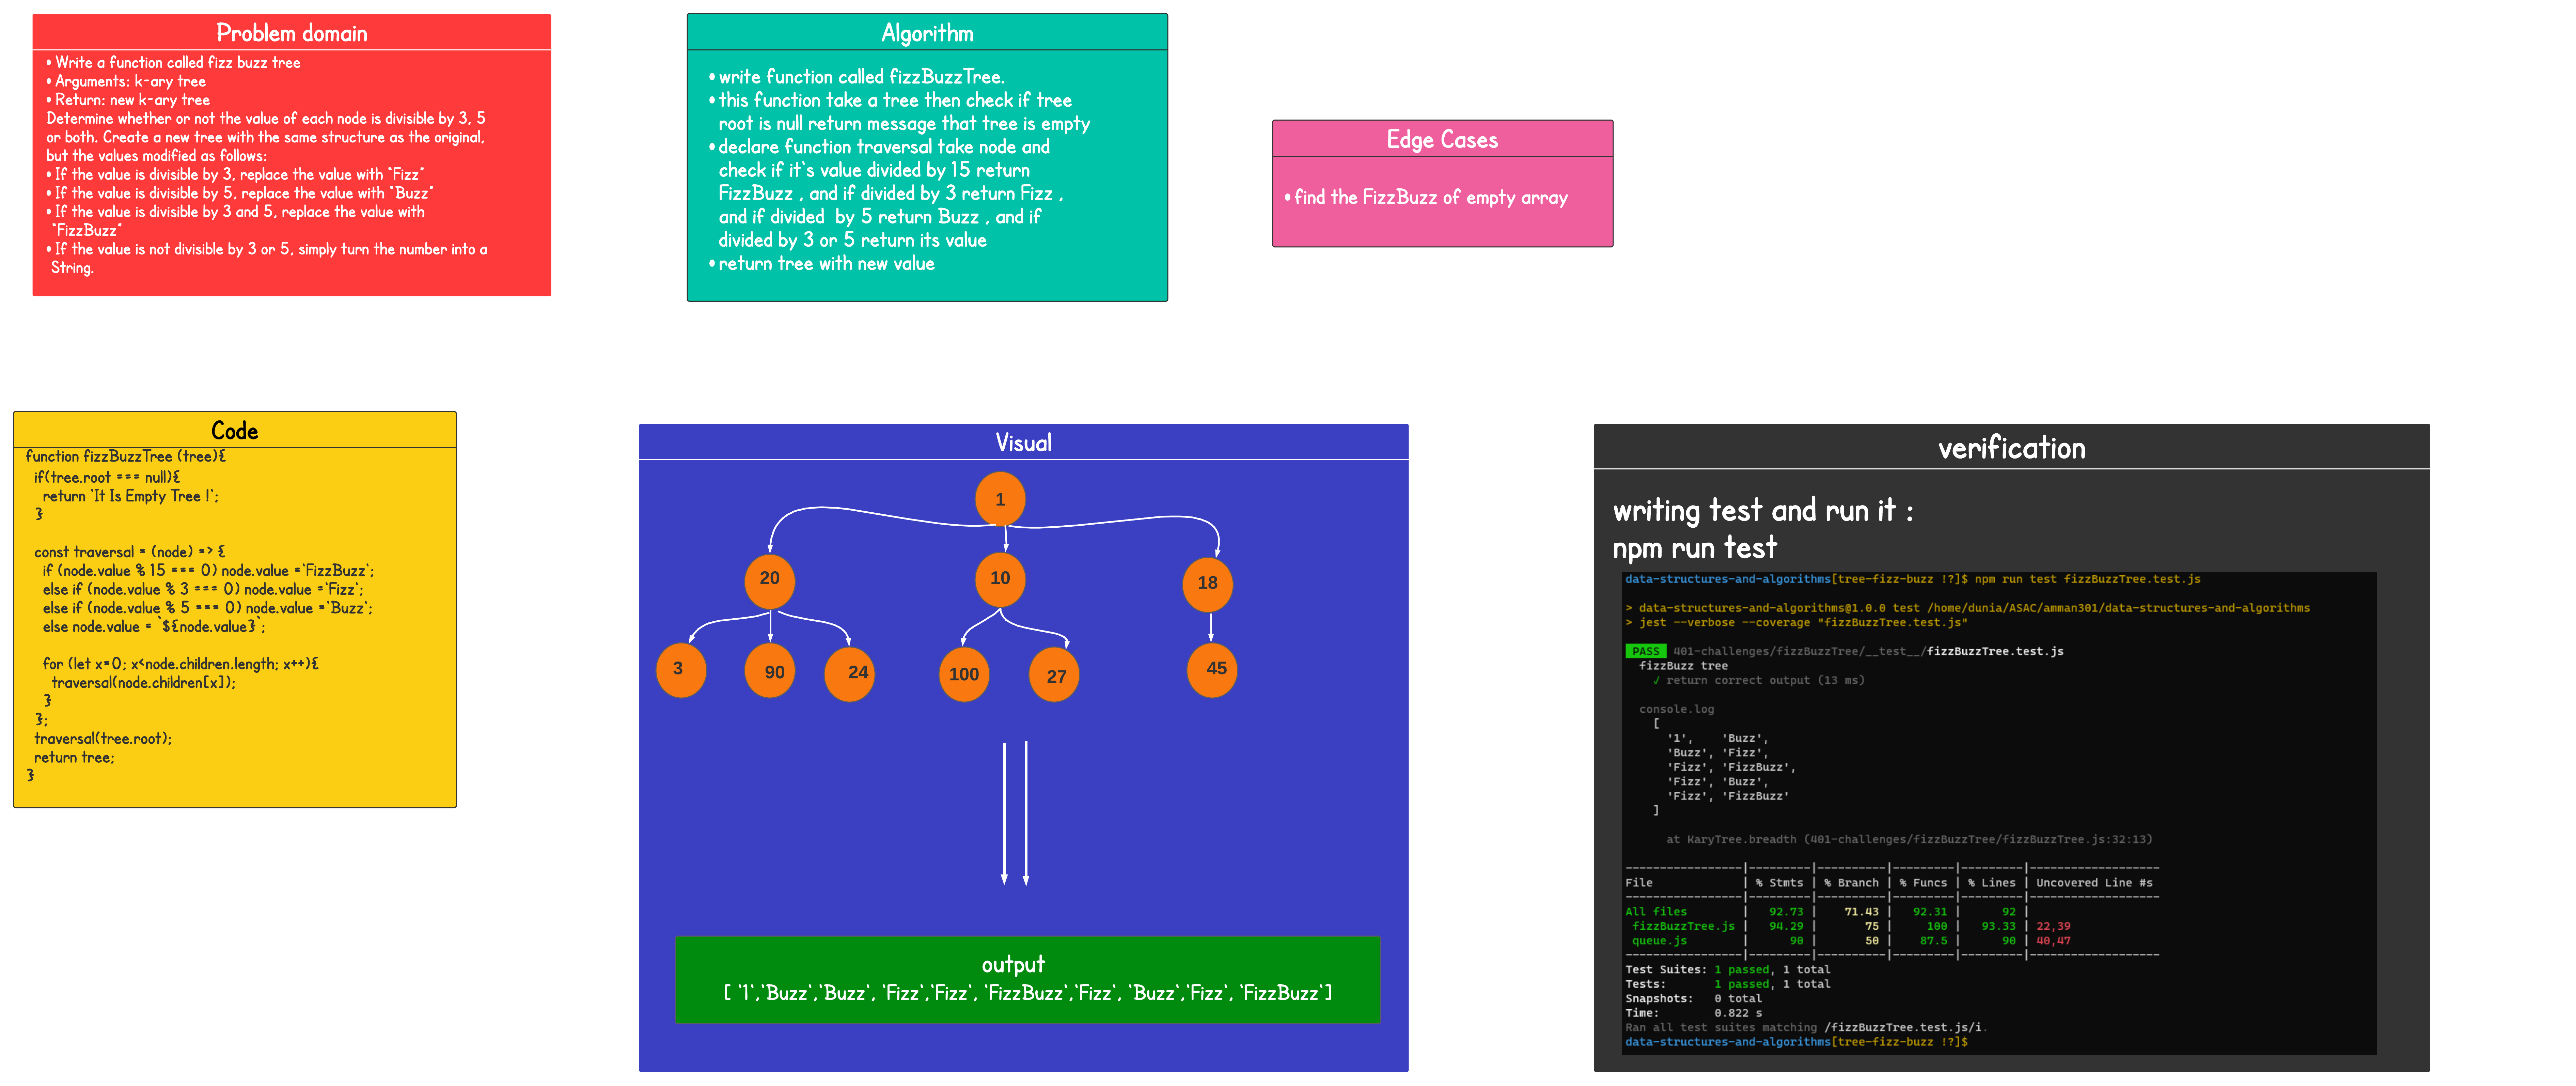 Problem domain
• Write a function called fizz buzz tree
• Arguments: k-ary tree
• Return: new k-ary tree
Determine whether or not the value of each node is divisible by 3, 5
or both. Create a new tree with the same structure as the original,
but the values modified as follows:
• If the value is divisible by 3, replace the value with "Fizz"
• If the value is divisible by 5, replace the value with "Buzz"
• If the value is divisible by 3 and 5, replace the value with
"FizzBuzz"
• If the value is not divisible by 3 or 5, simply turn the number into a
String.
Algorithm
• write function called fizzBuzzTree.
• this function take a tree then check if tree
root is null return message that tree is empty
• declare function traversal take node and
check if it's value divided by 15 return
FizzBuzz , and if divided by 3 return Fizz ,
and if divided  by 5 return Buzz , and if
divided by 3 or 5 return its value
• return tree with new value
Edge Cases
• find the FizzBuzz of empty array
Code
function fizzBuzzTree (tree){
  if(tree.root === null){
    return 'It Is Empty Tree !';
  }
  const traversal = (node) => {
    if (node.value % 15 === 0) node.value ='FizzBuzz';
    else if (node.value % 3 === 0) node.value ='Fizz';
    else if (node.value % 5 === 0) node.value ='Buzz';
    else node.value = `${node.value}`;
    for (let x=0; x<node.children.length; x++){
      traversal(node.children[x]);
    }
  };
  traversal(tree.root);
  return tree;
}
Visual
1
20 10 18
3 90 24 100 27 45
output
[ '1','Buzz','Buzz', 'Fizz','Fizz', 'FizzBuzz','Fizz', 'Buzz','Fizz', 'FizzBuzz']
verification
writing test and run it :
npm run test
data-structures-and-algorithms[tree-fizz-buzz !?]$ npm run test fizzBuzzTree.test.js
> data-structures-and-algorithms@1.0.0 test /home/dunia/ASAC/amman301/data-structures-and-algorithms
> jest --verbose --coverage "fizzBuzzTree.test.js"
PASS 401-challenges/fizzBuzzTree/__test__/fizzBuzzTree.test.js
  fizzBuzz tree
    ✓ return correct output (13 ms)
  console.log
    [
      '1',    'Buzz',
      'Buzz', 'Fizz',
      'Fizz', 'FizzBuzz',
      'Fizz', 'Buzz',
      'Fizz', 'FizzBuzz'
    ]
      at KaryTree.breadth (401-challenges/fizzBuzzTree/fizzBuzzTree.js:32:13)
-----------------|---------|----------|---------|---------|-------------------
File             | % Stmts | % Branch | % Funcs | % Lines | Uncovered Line #s
-----------------|---------|----------|---------|---------|-------------------
All files        |   92.73 |    71.43 |   92.31 |      92 |
 fizzBuzzTree.js |   94.29 |       75 |     100 |   93.33 | 22,39
 queue.js        |      90 |       50 |    87.5 |      90 | 40,47
-----------------|---------|----------|---------|---------|-------------------
Test Suites: 1 passed, 1 total
Tests:       1 passed, 1 total
Snapshots:   0 total
Time:        0.822 s
Ran all test suites matching /fizzBuzzTree.test.js/i.
data-structures-and-algorithms[tree-fizz-buzz !?]$